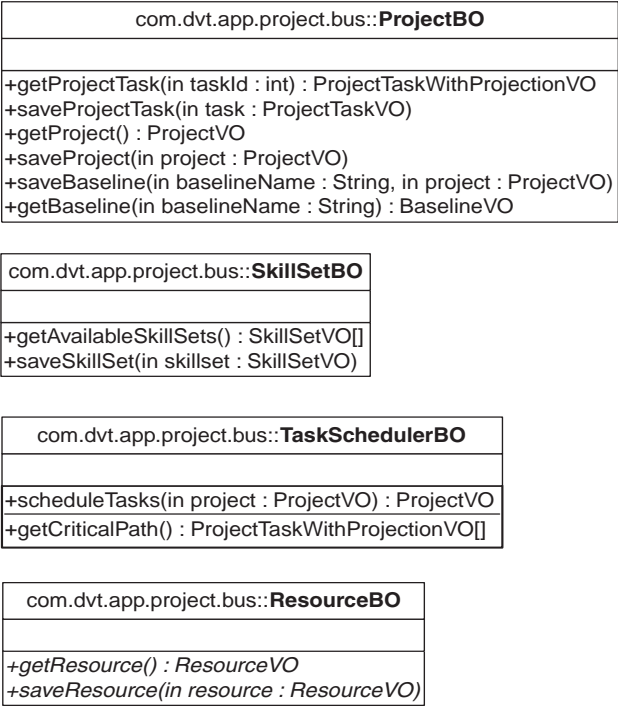 com.dvt.app.project.bus::ProjectBO
+getProjectTask(in taskId : int) : ProjectTaskWithProjectionVO
+saveProjectTask(in task : ProjectTaskVO)
+getProject() : ProjectVO
+saveProject(in project : ProjectVO)
+saveBaseline(in baselineName : String, in project : ProjectVO)
+getBaseline(in baselineName : String) : BaselineVO
com.dvt.app.project.bus::SkillSetBO
+getAvailableSkillSets() : SkillSetVO[]
+saveSkillSet(in skillset : SkillSetVO)
com.dvt.app.project.bus::TaskSchedulerBO
+scheduleTasks(in project : ProjectVO) : ProjectVO
+getCriticalPath() : ProjectTaskWithProjectionVO[]
com.dvt.app.project.bus::ResourceBO
+getResource() : ResourceVO
+saveResource(in resource : ResourceVO)